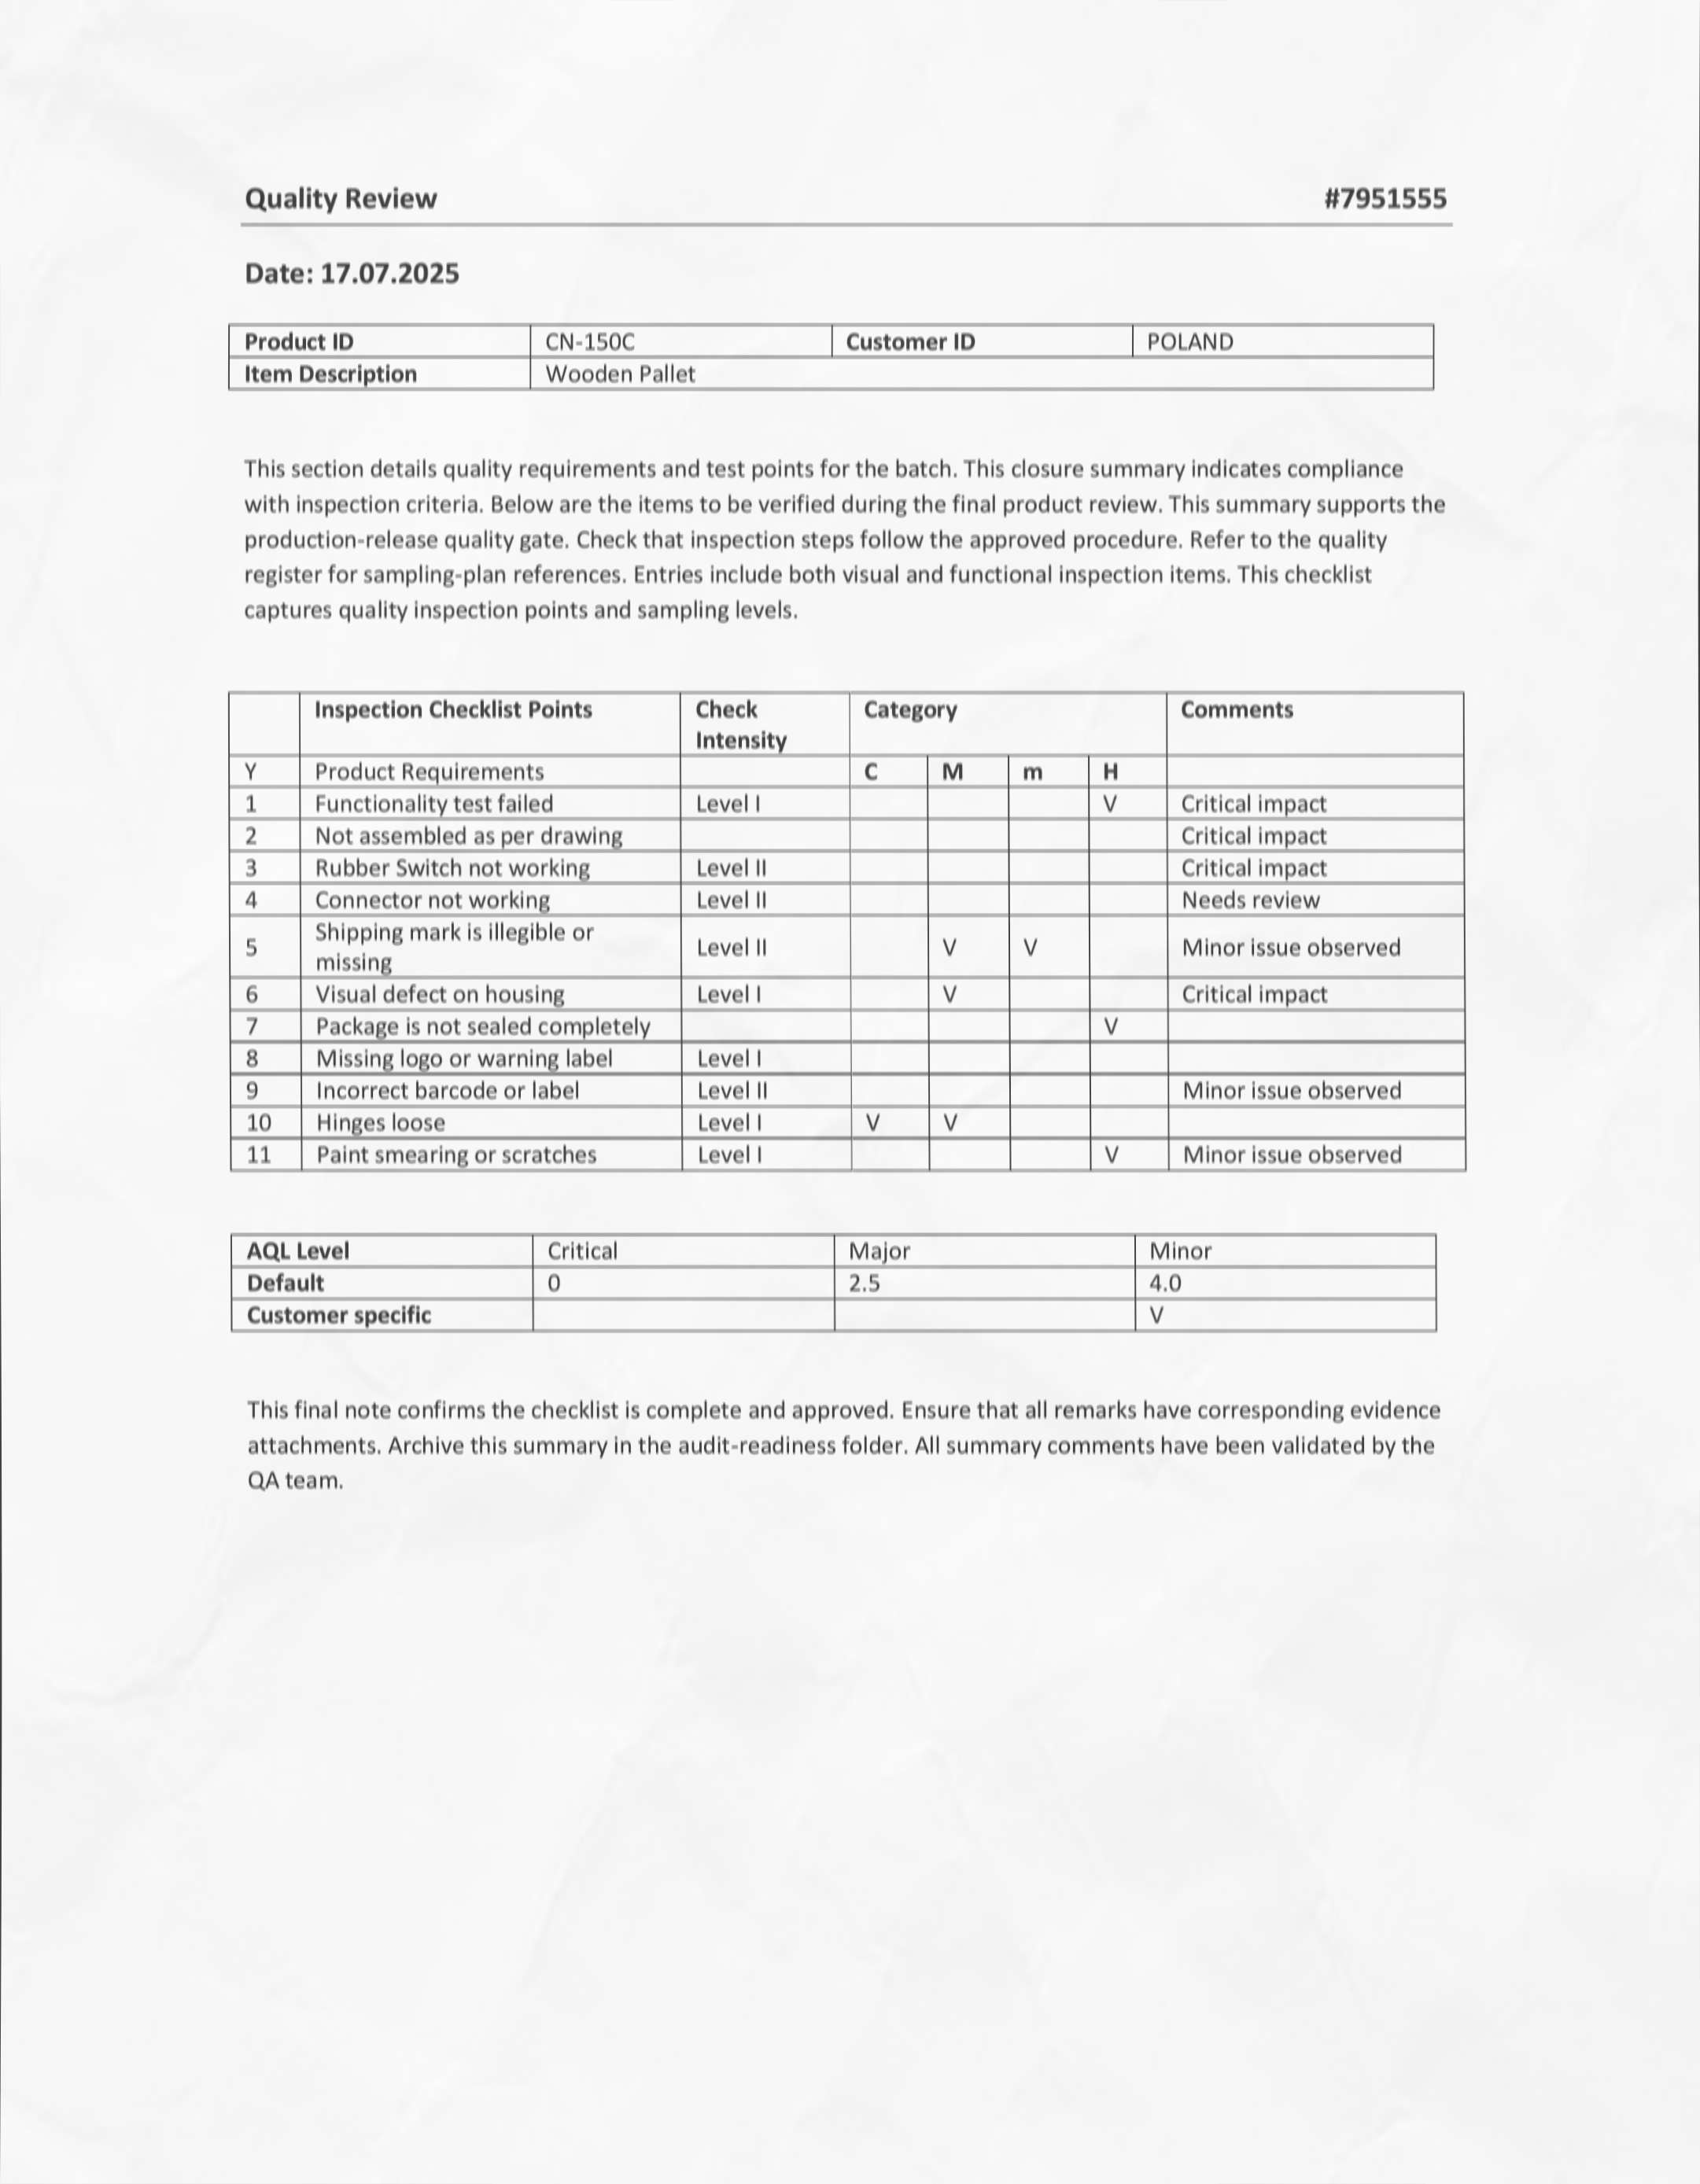 Quality Review #7951555
Date: 17.07.2025
Product ID CN-150C Customer ID POLAND
Item Description Wooden Pallet
This section details quality requirements and test points for the batch. This closure summary indicates compliance
with inspection criteria. Below are the items to be verified during the final product review. This summary supports the
production-release quality gate. Check that inspection steps follow the approved procedure. Refer to the quality
register for sampling-plan references. Entries include both visual and functional inspection items. This checklist
captures quality inspection points and sampling levels.
Inspection Checklist Points Check Category Comments
Intensity
Y Product Requirements C M m H
1 Functionality test failed Level I V Critical impact
2 Not assembled as per drawing Critical impact
3 Rubber Switch not working Level II Critical impact
4 Connector not working Level II Needs review
5 Shipping mark is illegible or Level II V V Minor issue observed
missing
6 Visual defect on housing Level I V Critical impact
7 Package is not sealed completely V
8 Missing logo or warning label Level I
9 Incorrect barcode or label Level II Minor issue observed
10 Hinges loose Level I V V
11 Paint smearing or scratches Level I V Minor issue observed
AQL Level Critical Major Minor
Default 0 2.5 4.0
Customer specific V
This final note confirms the checklist is complete and approved. Ensure that all remarks have corresponding evidence
attachments. Archive this summary in the audit-readiness folder. All summary comments have been validated by the
QA team.